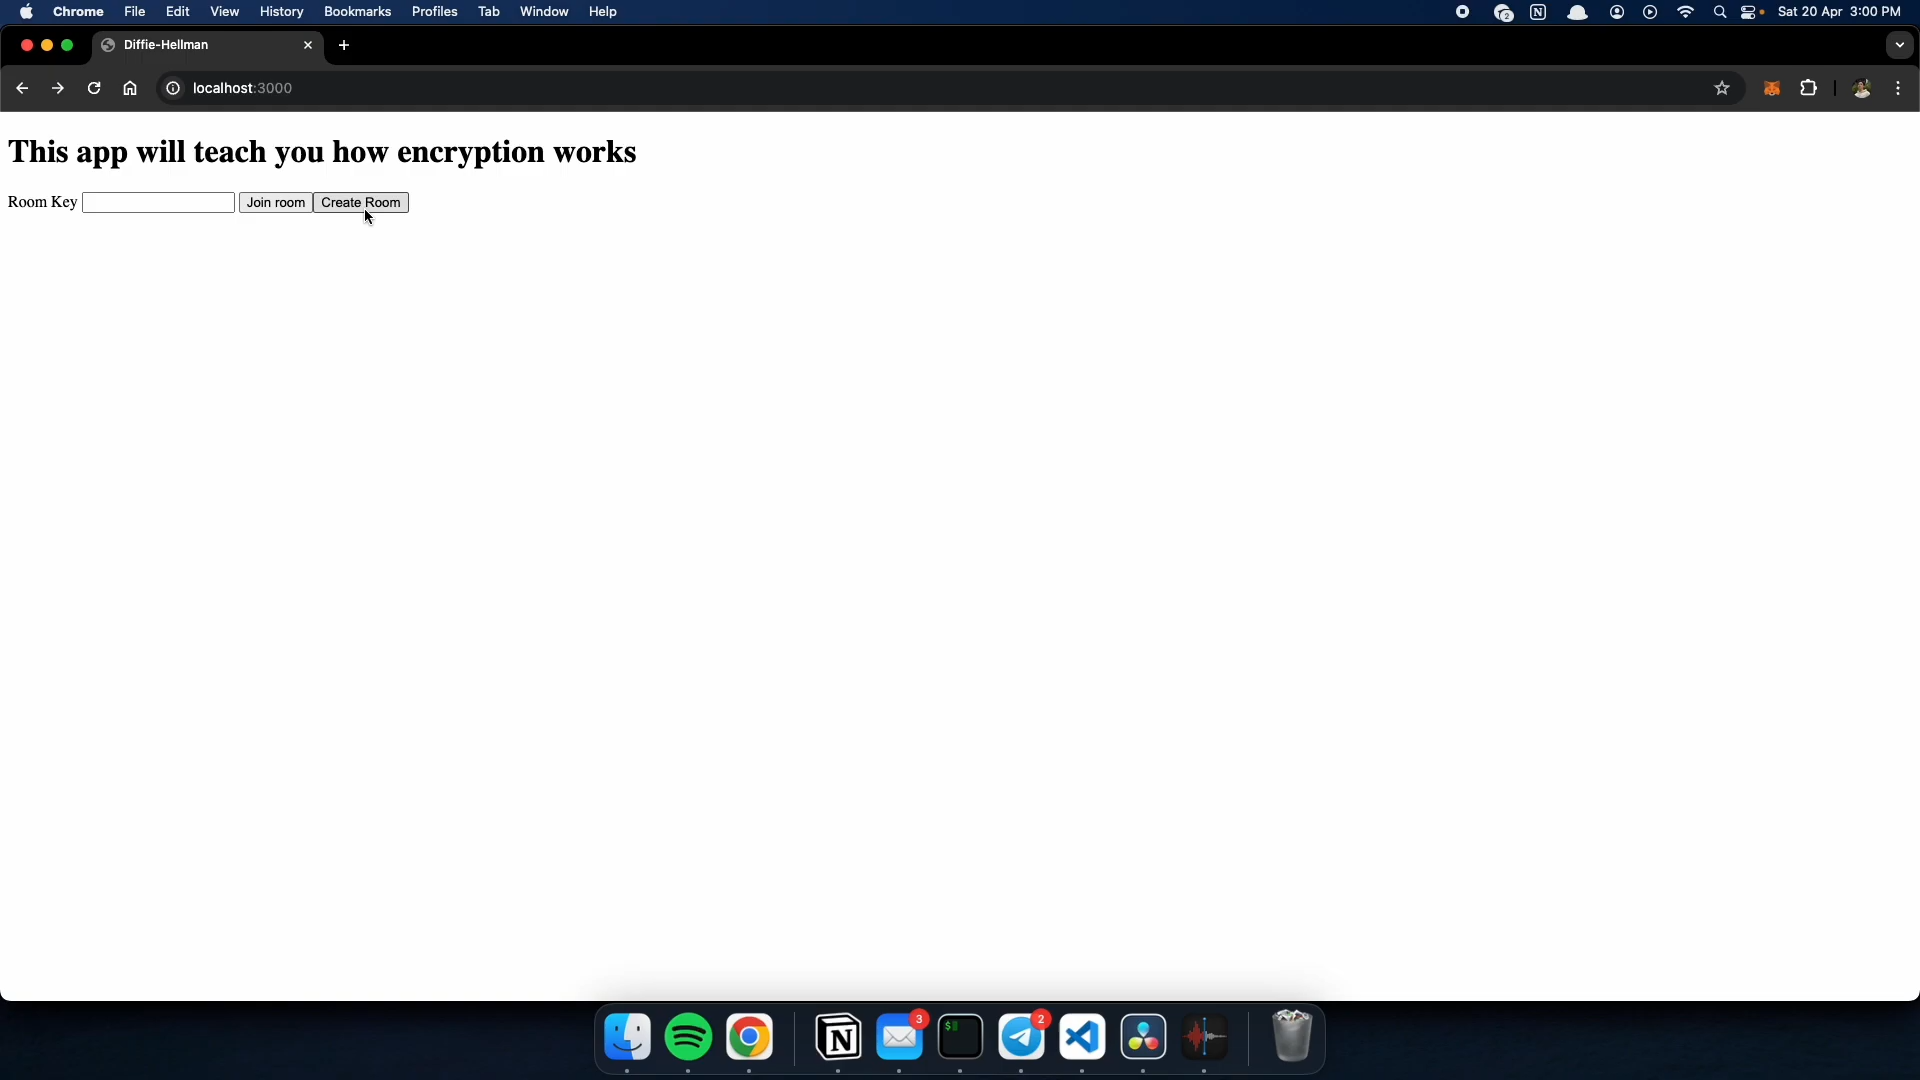 Chrome File Edit View History Bookmarks Profiles Tab Window Help
2
Sat 20 Apr 3:00 PM
Diffie-Hellman
localhost:3000
This app will teach you how encryption works
Room Key Join room Create Room
N
3
$
2